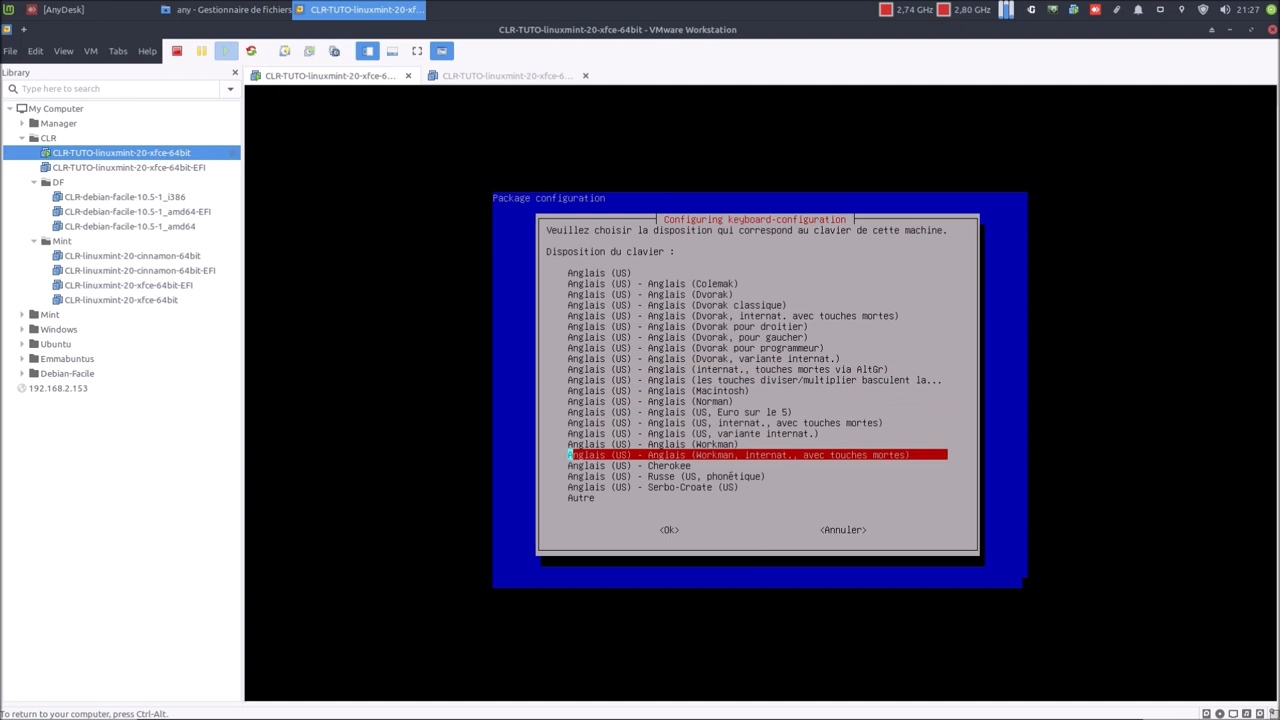 [AnyDesk]
any - Gestionnaire de fichiers
CLR-TUTO-linuxmint-20-xf...
2,74 GHz
2,80 GHz
21:27
CLR-TUTO-linuxmint-20-xfce-64bit - VMware Workstation
File Edit View VM Tabs Help
Library
CLR-TUTO-linuxmint-20-xfce-6...
CLR-TUTO-linuxmint-20-xfce-6...
Type here to search
My Computer
Manager
CLR
CLR-TUTO-linuxmint-20-xfce-64bit
CLR-TUTO-linuxmint-20-xfce-64bit-EFI
DF
CLR-debian-facile-10.5-1_i386
CLR-debian-facile-10.5-1_amd64-EFI
CLR-debian-facile-10.5-1_amd64
Mint
CLR-linuxmint-20-cinnamon-64bit
CLR-linuxmint-20-cinnamon-64bit-EFI
CLR-linuxmint-20-xfce-64bit-EFI
CLR-linuxmint-20-xfce-64bit
Mint
Windows
Ubuntu
Emmabuntus
Debian-Facile
192.168.2.153
Package configuration
Configuring keyboard-configuration
Veuillez choisir la disposition qui correspond au clavier de cette machine.
Disposition du clavier :
Anglais (US)
Anglais (US) - Anglais (Colemak)
Anglais (US) - Anglais (Dvorak)
Anglais (US) - Anglais (Dvorak classique)
Anglais (US) - Anglais (Dvorak, internat. avec touches mortes)
Anglais (US) - Anglais (Dvorak pour droitier)
Anglais (US) - Anglais (Dvorak, pour gaucher)
Anglais (US) - Anglais (Dvorak pour programmeur)
Anglais (US) - Anglais (Dvorak, variante internat.)
Anglais (US) - Anglais (internat., touches mortes via AltGr)
Anglais (US) - Anglais (les touches diviser/multiplier basculent la...
Anglais (US) - Anglais (Macintosh)
Anglais (US) - Anglais (Norman)
Anglais (US) - Anglais (US, Euro sur le 5)
Anglais (US) - Anglais (US, internat., avec touches mortes)
Anglais (US) - Anglais (US, variante internat.)
Anglais (US) - Anglais (Workman)
Anglais (US) - Anglais (Workman, internat., avec touches mortes)
Anglais (US) - Cherokee
Anglais (US) - Russe (US, phonétique)
Anglais (US) - Serbo-Croate (US)
Autre
<Ok>
<Annuler>
To return to your computer, press Ctrl-Alt.